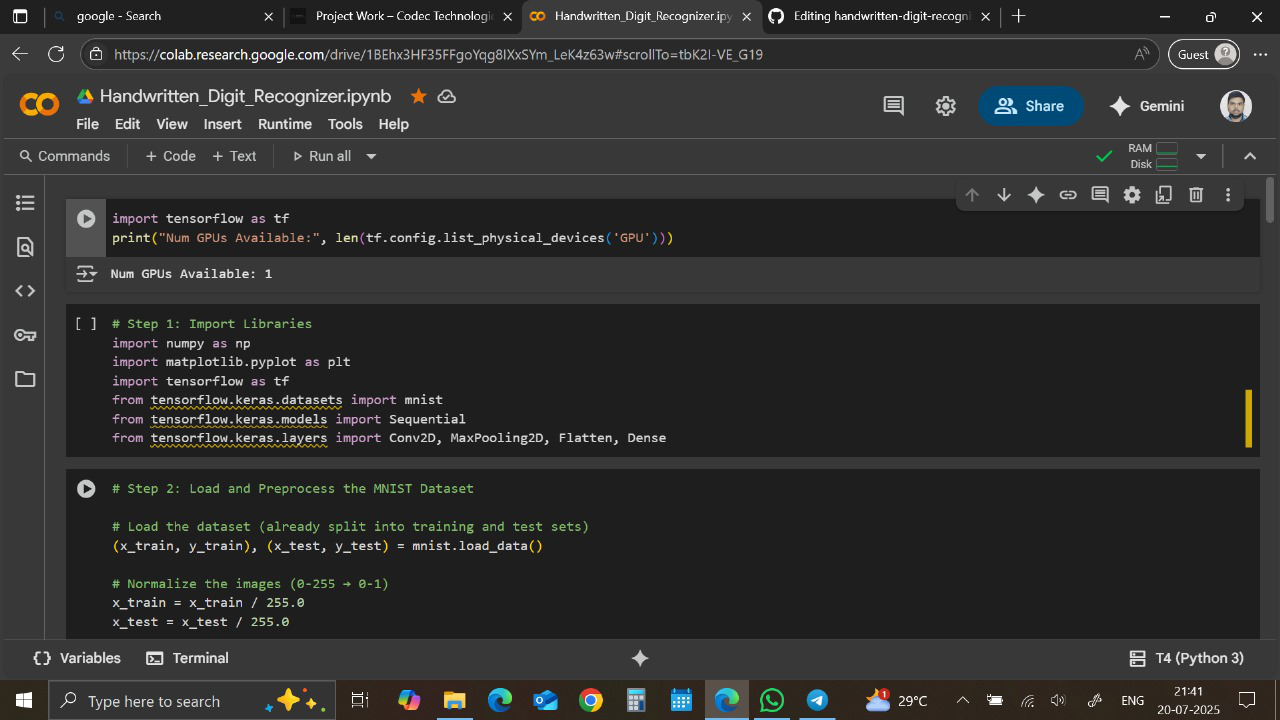 google - Search
Project Work – Codec Technologi
Handwritten_Digit_Recognizer.ipy
Editing handwritten-digit-recogni
https://colab.research.google.com/drive/1BEhx3HF35FFgoYqg8IXxSYm_LeK4z63w#scrollTo=tbK2I-VE_G19
Guest
Handwritten_Digit_Recognizer.ipynb
File Edit View Insert Runtime Tools Help
Share
Gemini
Commands + Code + Text Run all
RAM
Disk
import tensorflow as tf
print("Num GPUs Available:", len(tf.config.list_physical_devices('GPU')))
Num GPUs Available: 1
[ ] # Step 1: Import Libraries
import numpy as np
import matplotlib.pyplot as plt
import tensorflow as tf
from tensorflow.keras.datasets import mnist
from tensorflow.keras.models import Sequential
from tensorflow.keras.layers import Conv2D, MaxPooling2D, Flatten, Dense
# Step 2: Load and Preprocess the MNIST Dataset
# Load the dataset (already split into training and test sets)
(x_train, y_train), (x_test, y_test) = mnist.load_data()
# Normalize the images (0-255 → 0-1)
x_train = x_train / 255.0
x_test = x_test / 255.0
{} Variables Terminal
T4 (Python 3)
Type here to search
1
29°C
ENG
21:41
20-07-2025